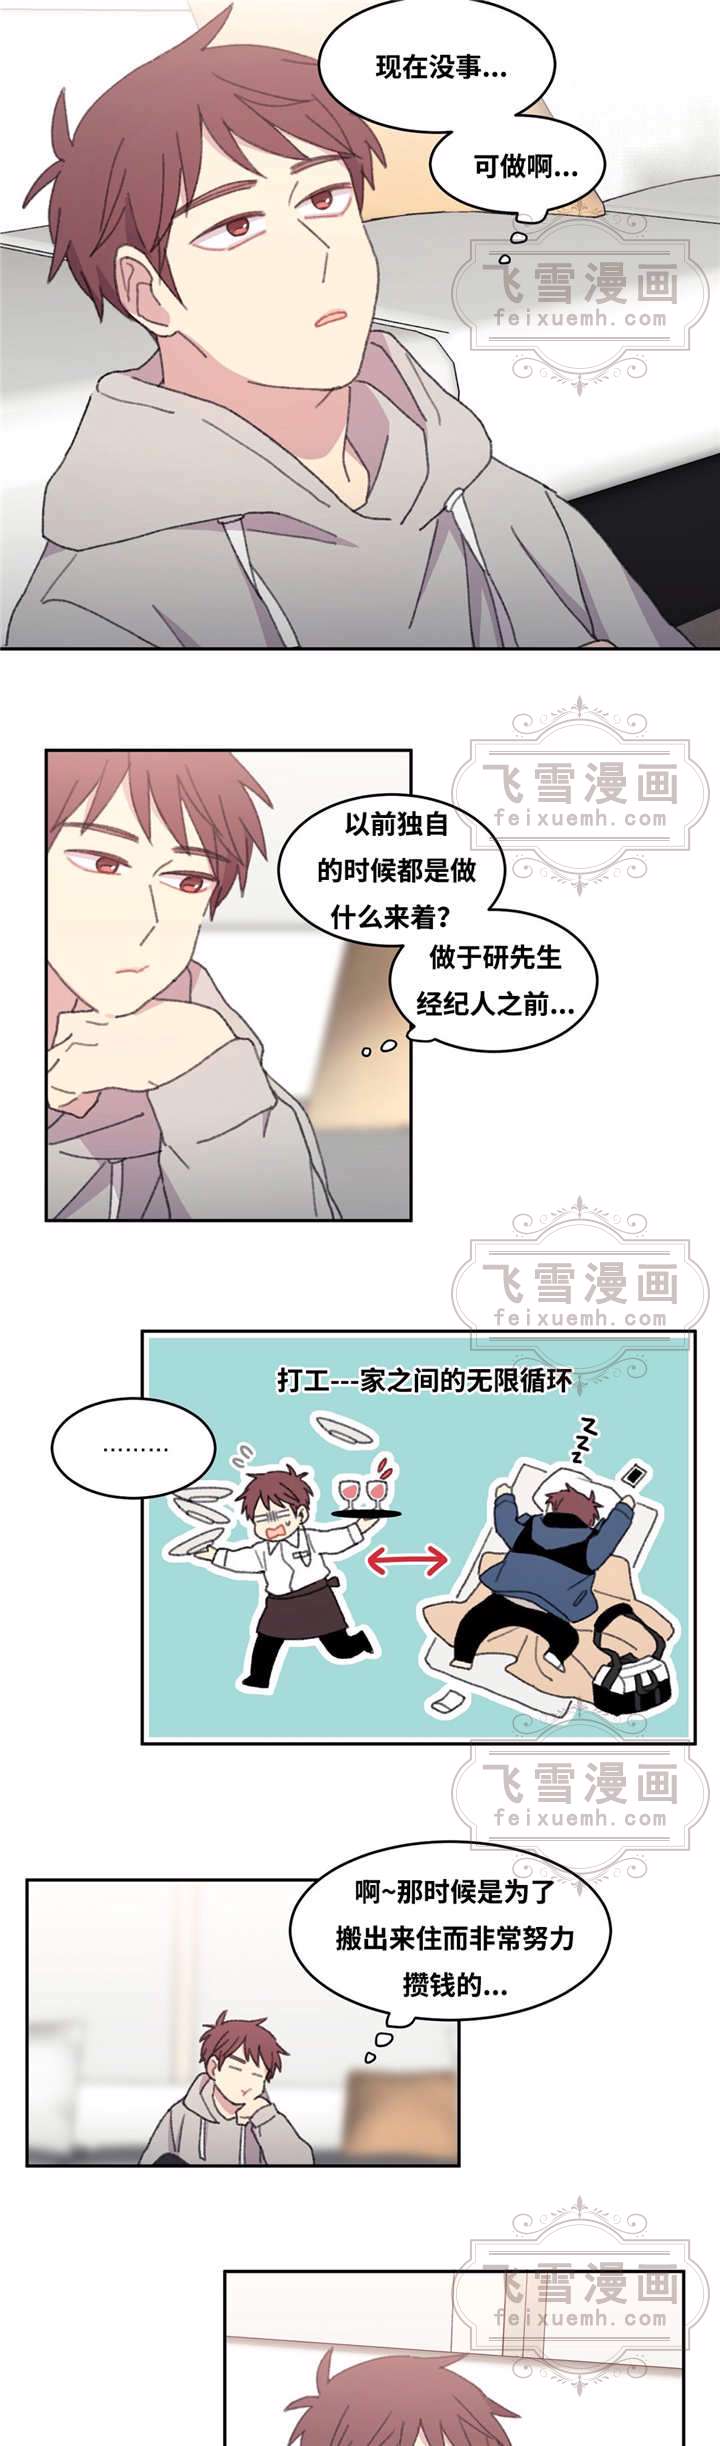 现在没事...
可做啊...
飞雪漫画
feixuemh.com
飞雪漫画
feixuemh.com
以前独自
的时候都是做
什么来着？
做于研先生
经纪人之前...
飞雪漫画
feixuemh.com
打工---家之间的无限循环
………
z
z
z
飞雪漫画
feixuemh.com
啊~那时候是为了
搬出来住而非常努力
攒钱的...
飞雪漫画
feixuemh.com